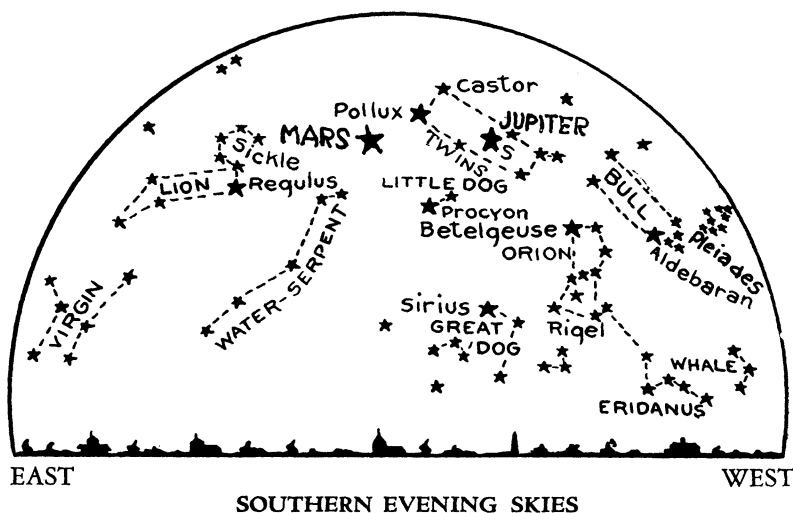 Castor
Pollux
JUPITER
MARS
TWINS
S
Sickle
LION
Regulus
LITTLE DOG
Procyon
BULL
Pleiades
Betelgeuse
Aldebaran
ORION
WATER-SERPENT
VIRGIN
Sirius
GREAT
DOG
Rigel
WHALE
ERIDANUS
EAST
WEST
SOUTHERN EVENING SKIES